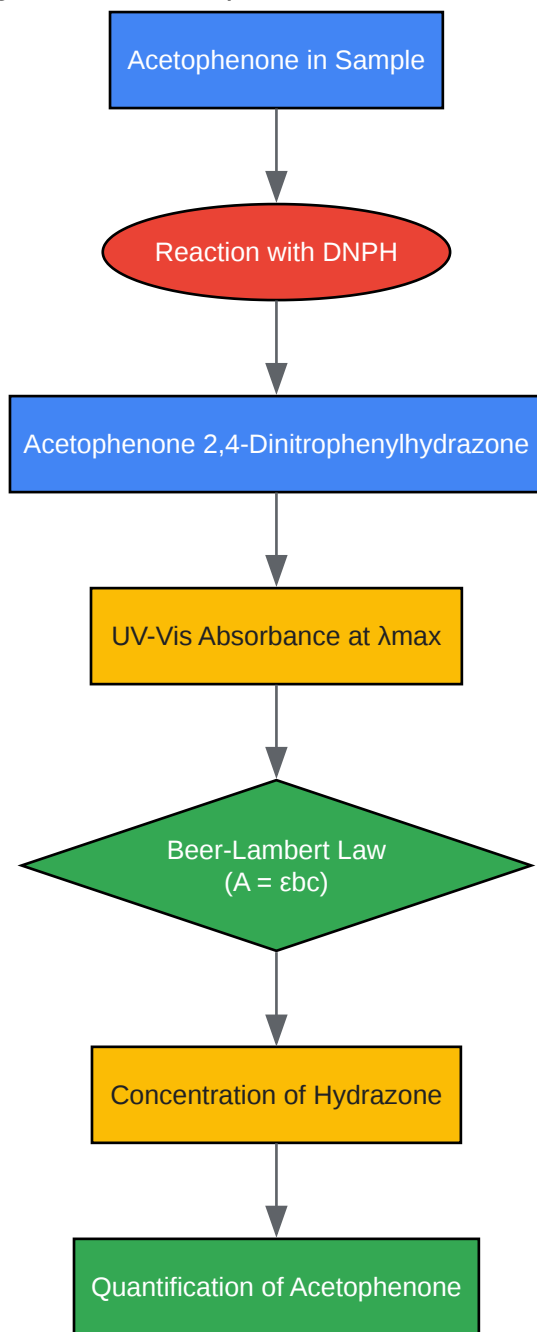 Acetophenone in Sample
Reaction with DNPH
Acetophenone 2,4-Dinitrophenylhydrazone
UV-Vis Absorbance at λmax
Beer-Lambert Law
(A = εbc)
Concentration of Hydrazone
Quantification of Acetophenone